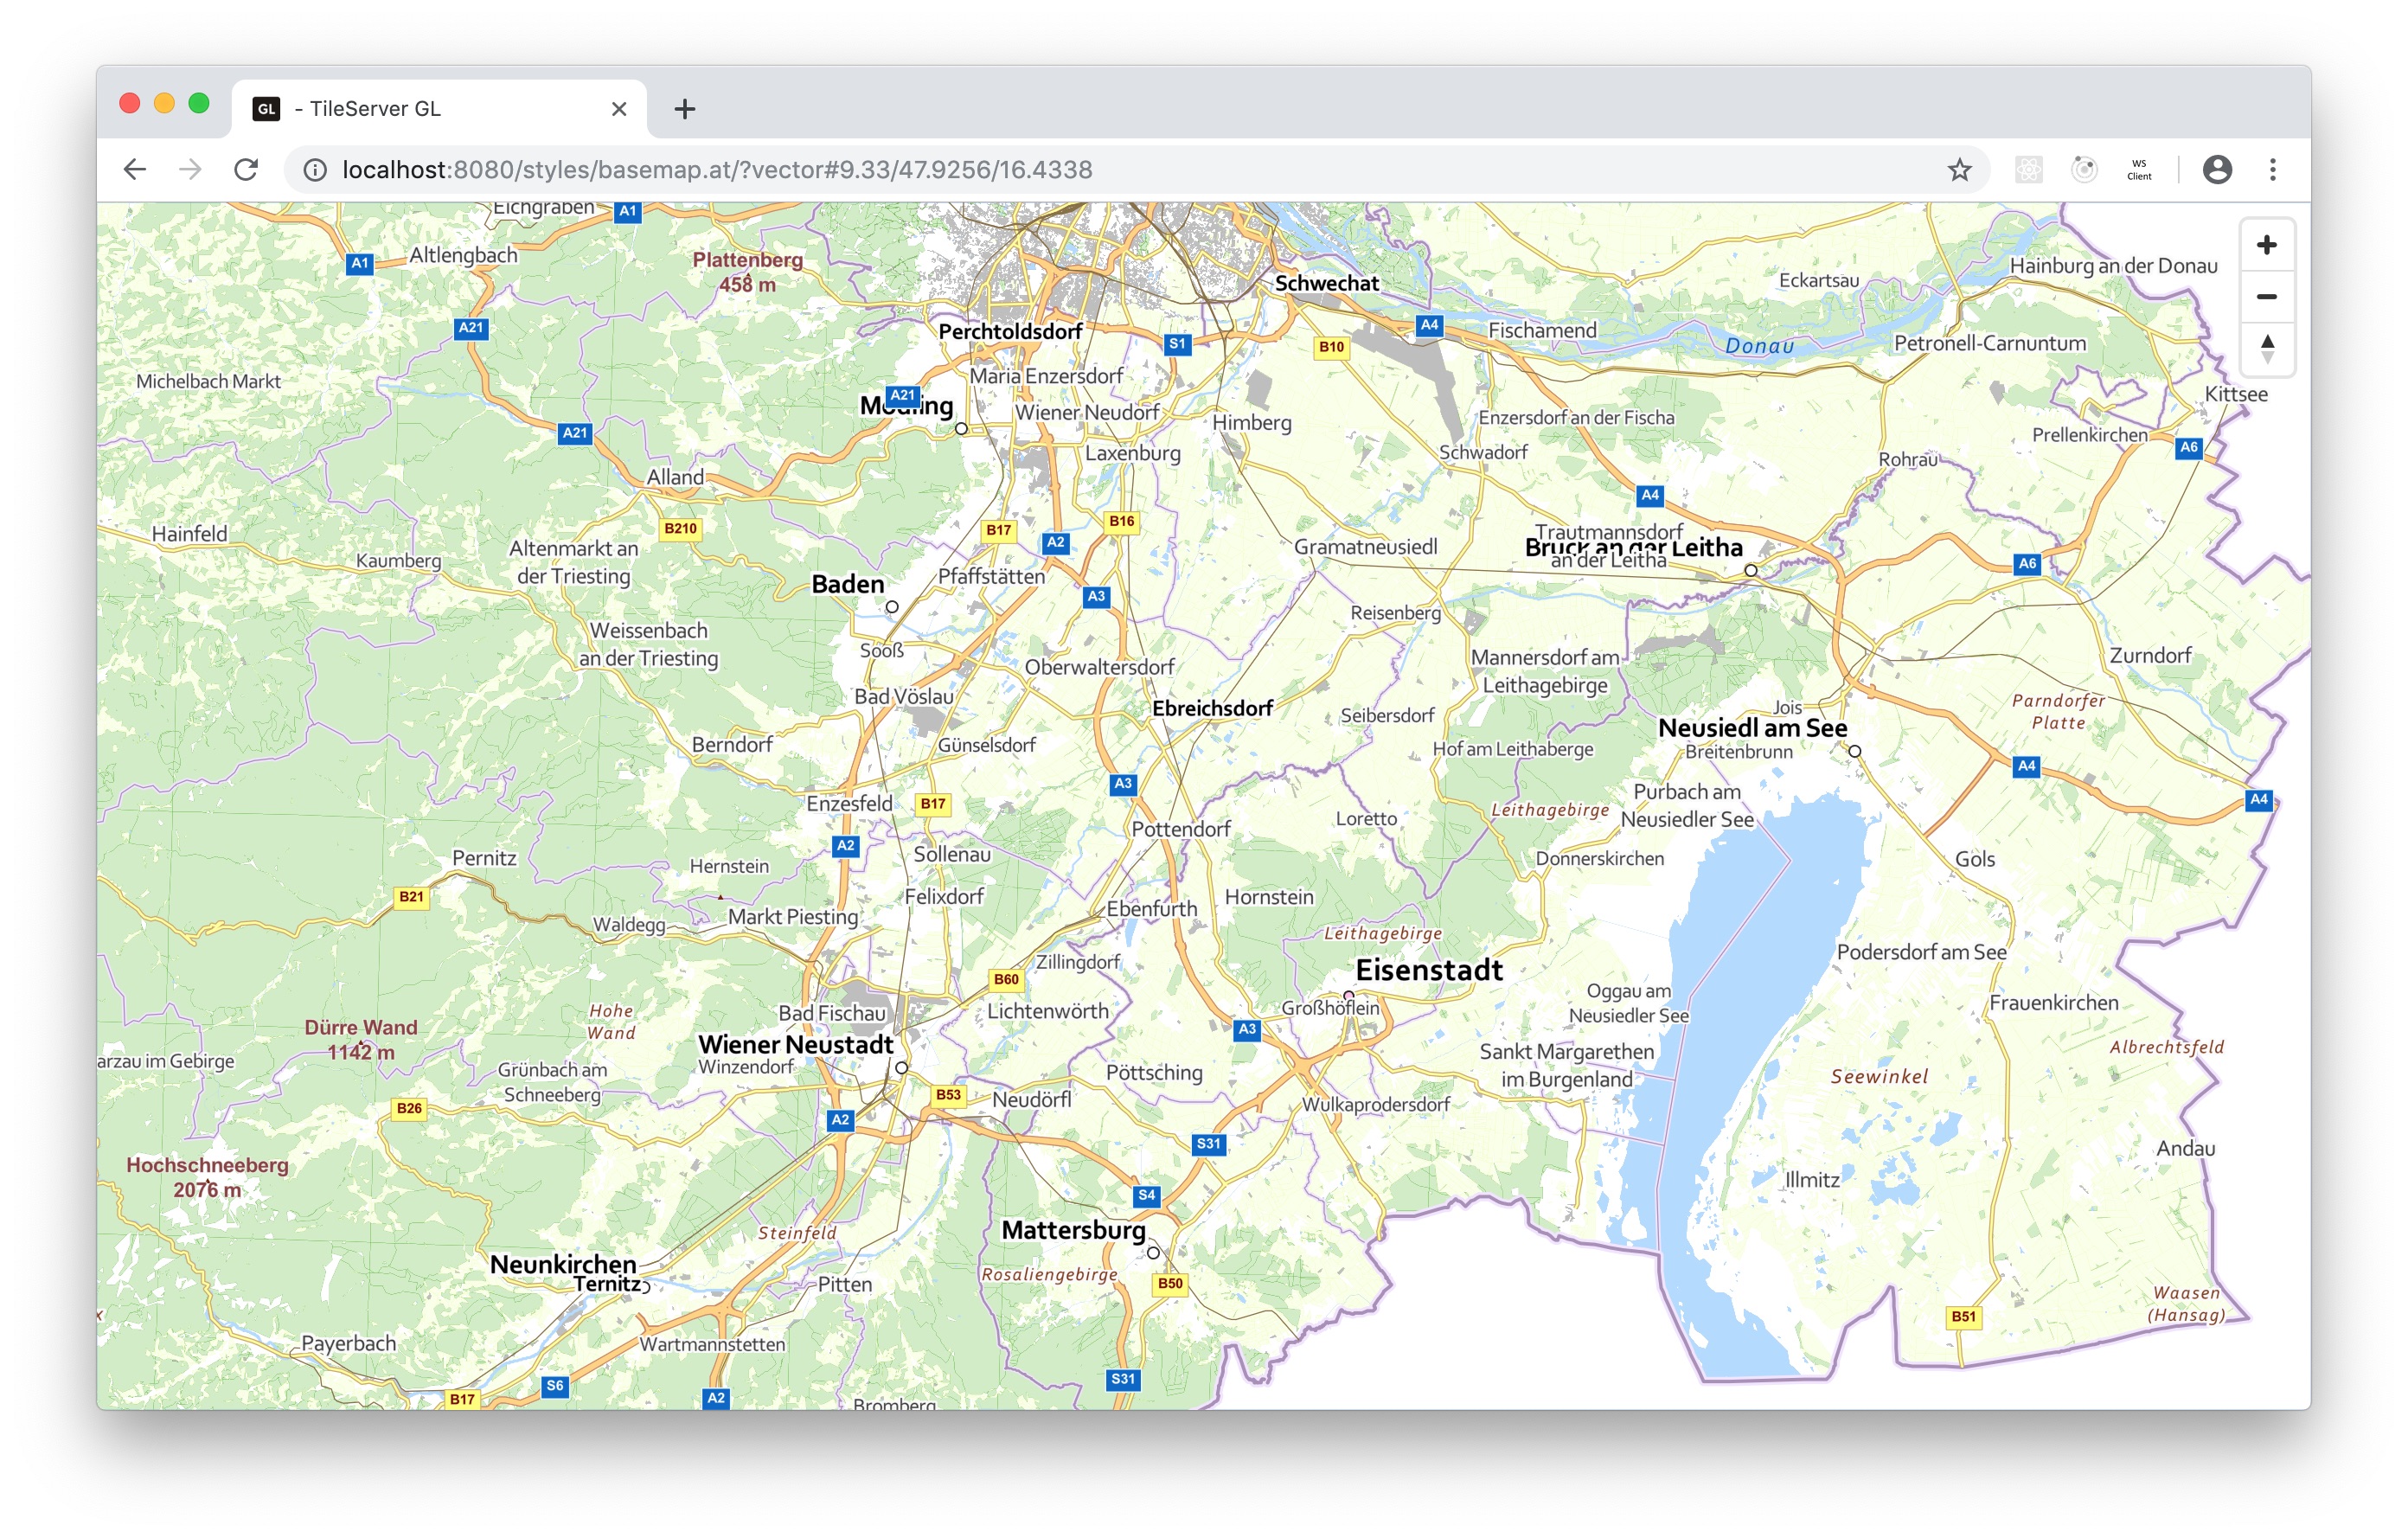 GL - TileServer GL
localhost:8080/styles/basemap.at/?vector#9.33/47.9256/16.4338
WS
Client
Eichgraben
A1
A1
Altlengbach
Plattenberg
458 m
Schwechat
Eckartsau
Hainburg an der Donau
A21
Perchtoldsdorf
S1
B10
A4
Fischamend
Donau
Petronell-Carnuntum
Michelbach Markt
Maria Enzersdorf
Kittsee
A21
Mödling
Wiener Neudorf
Himberg
Enzersdorf an der Fischa
A21
Laxenburg
Schwadorf
Prellenkirchen
A6
Rohrau
Alland
A4
Hainfeld
B210
B17
B16
Kaumberg
Altenmarkt an
der Triesting
A2
Gramatneusiedl
Trautmannsdorf
an der Leitha
Bruck an der Leitha
A6
Baden
Pfaffstätten
A3
Reisenberg
Weissenbach
an der Triesting
Sooß
Oberwaltersdorf
Mannersdorf am
Leithagebirge
Zurndorf
Bad Vöslau
Ebreichsdorf
Seibersdorf
Jois
Parndorfer
Platte
Neusiedl am See
Berndorf
Günselsdorf
Hof am Leithaberge
Breitenbrunn
A4
A3
A4
Enzesfeld
B17
Leithagebirge
Purbach am
Neusiedler See
Pottendorf
Loretto
A2
Sollenau
Donnerskirchen
Gols
Pernitz
Hernstein
B21
Felixdorf
Hornstein
Waldegg
Markt Piesting
Ebenfurth
Leithagebirge
Podersdorf am See
Zillingdorf
B60
Eisenstadt
Oggau am
Neusiedler See
Frauenkirchen
Hohe
Wand
Bad Fischau
Lichtenwörth
Großhöflein
Dürre Wand
1142 m
A3
Wiener Neustadt
Winzendorf
Albrechtsfeld
arzau im Gebirge
Grünbach am
Schneeberg
Pöttsching
Sankt Margarethen
im Burgenland
Seewinkel
B26
B53
Neudörfl
Wulkaprodersdorf
A2
S31
Andau
Hochschneeberg
2076 m
S4
Illmitz
Steinfeld
Mattersburg
Neunkirchen
Ternitz
Pitten
Rosaliengebirge
B50
Waasen
(Hansag)
B51
Payerbach
Wartmannstetten
S6
S31
B17
A2
Bromberg